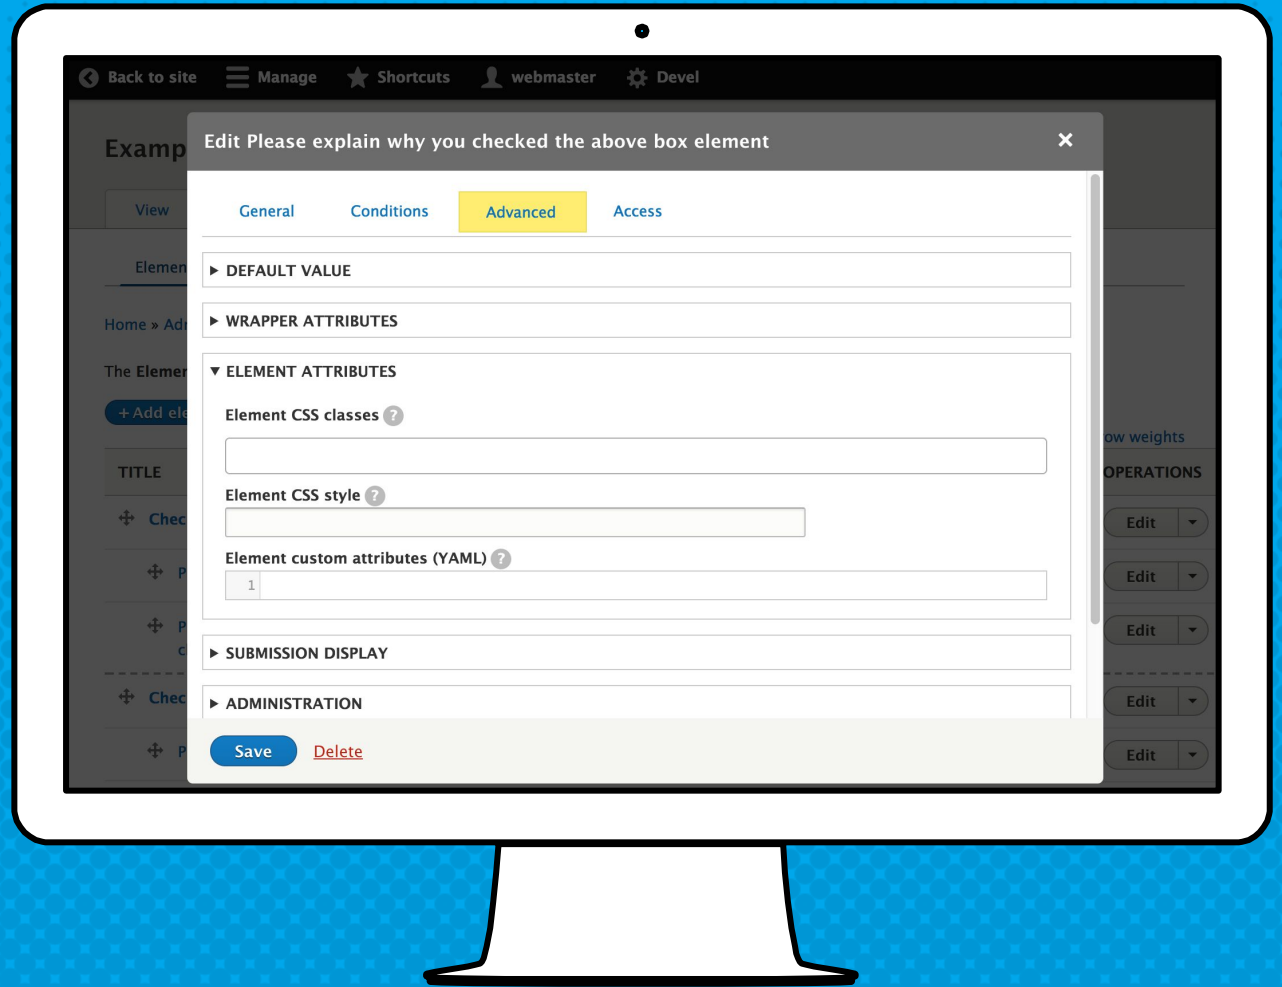 Back to site Manage Shortcuts webmaster Devel
Edit Please explain why you checked the above box element
Examp
View
General Conditions Advanced Access
Elemen
DEFAULT VALUE
Home » Adr
WRAPPER ATTRIBUTES
The Elemer
ELEMENT ATTRIBUTES
+ Add ele
Element CSS classes ?
ow weights
TITLE
OPERATIONS
Element CSS style ?
Chec
Edit
Element custom attributes (YAML) ?
1
P
Edit
P
c
Edit
SUBMISSION DISPLAY
Chec
Edit
ADMINISTRATION
P
Edit
Save Delete